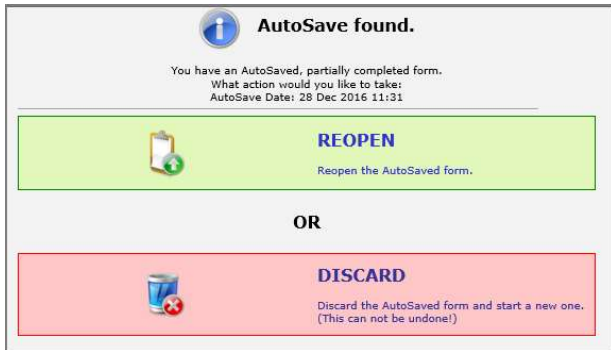 AutoSave found.
You have an AutoSaved, partially completed form.
What action would you like to take:
AutoSave Date: 28 Dec 2016 11:31
REOPEN
Reopen the AutoSaved form.
OR
DISCARD
Discard the AutoSaved form and start a new one.
(This can not be undone!)